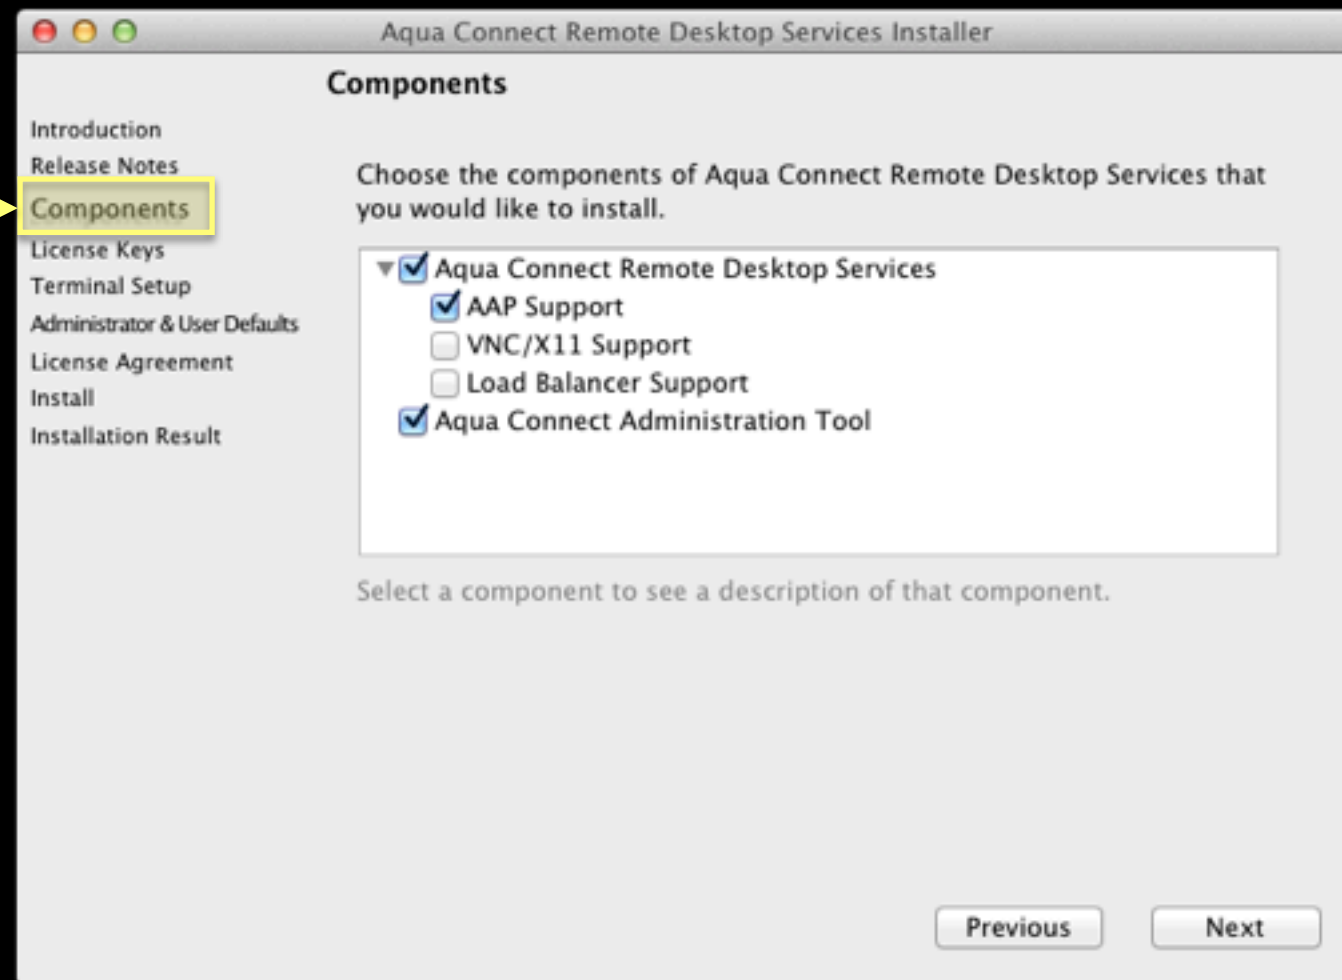 Aqua Connect Remote Desktop Services Installer
Components
Introduction
Release Notes
Components
License Keys
Terminal Setup
Administrator & User Defaults
License Agreement
Install
Installation Result
Choose the components of Aqua Connect Remote Desktop Services that
you would like to install.
Aqua Connect Remote Desktop Services
AAP Support
VNC/X11 Support
Load Balancer Support
Aqua Connect Administration Tool
Select a component to see a description of that component.
Previous
Next